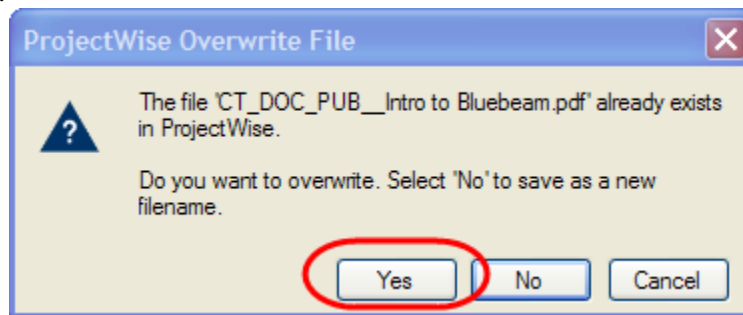 ProjectWise Overwrite File
The file 'CT_DOC_PUB__Intro to Bluebeam.pdf' already exists
in ProjectWise.
Do you want to overwrite. Select 'No' to save as a new
filename.
Yes No Cancel